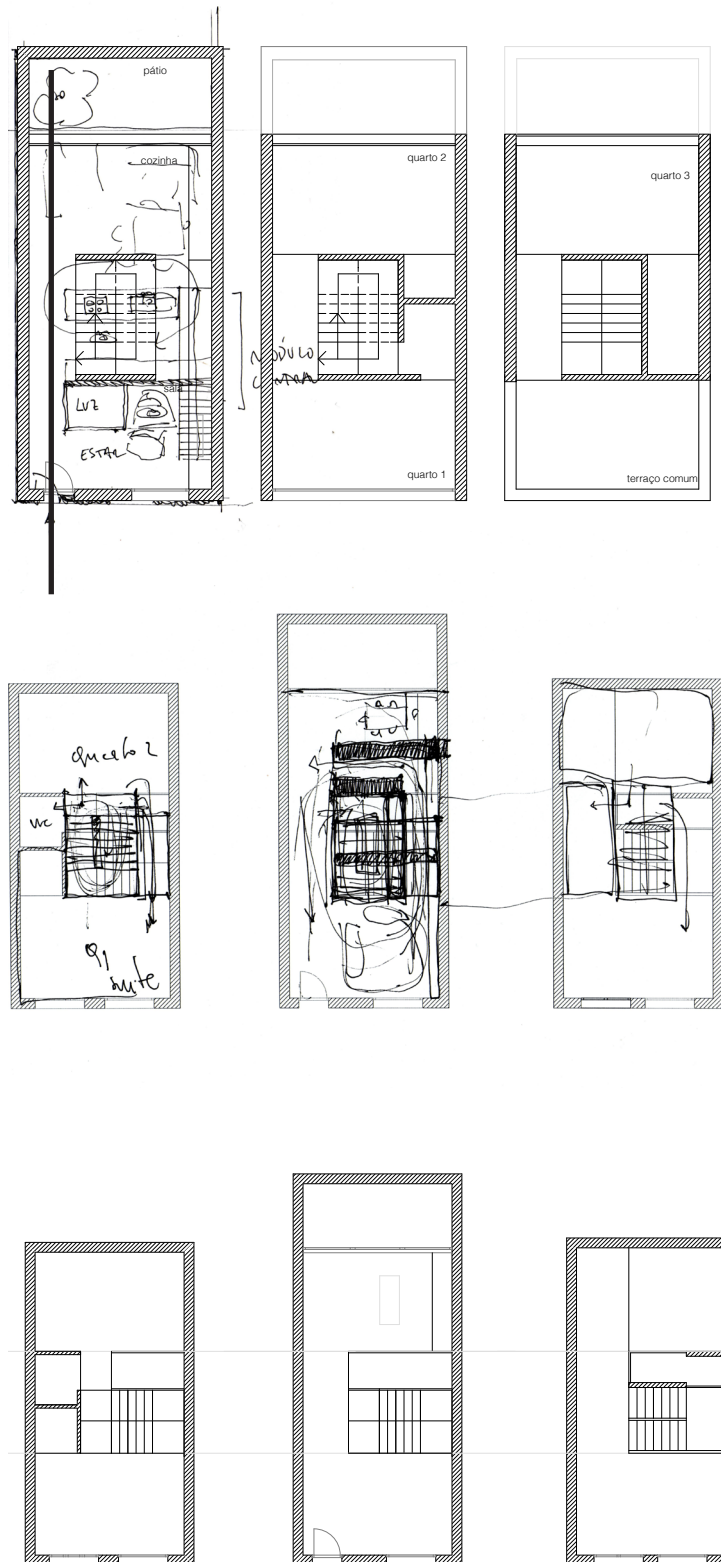 pátio
cozinha
sala
LUZ
ESTAR
MÓDULO
CENTRAL
quarto 2
quarto 1
quarto 3
terraço comum
quarto 2
WC
Q1
suite